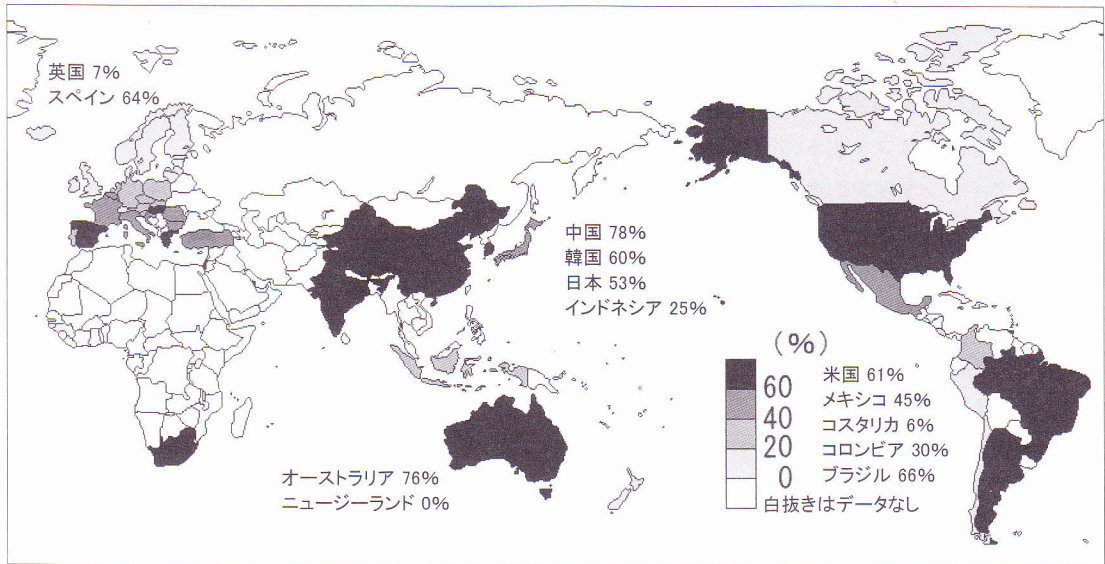 英国 7%
スペイン 64%
中国 78%
韓国 60%
日本 53%
インドネシア 25%
オーストラリア 76%
ニュージーランド 0%
(%)
60
40
20
0
白抜きはデータなし
米国 61%
メキシコ 45%
コスタリカ 6%
コロンビア 30%
ブラジル 66%